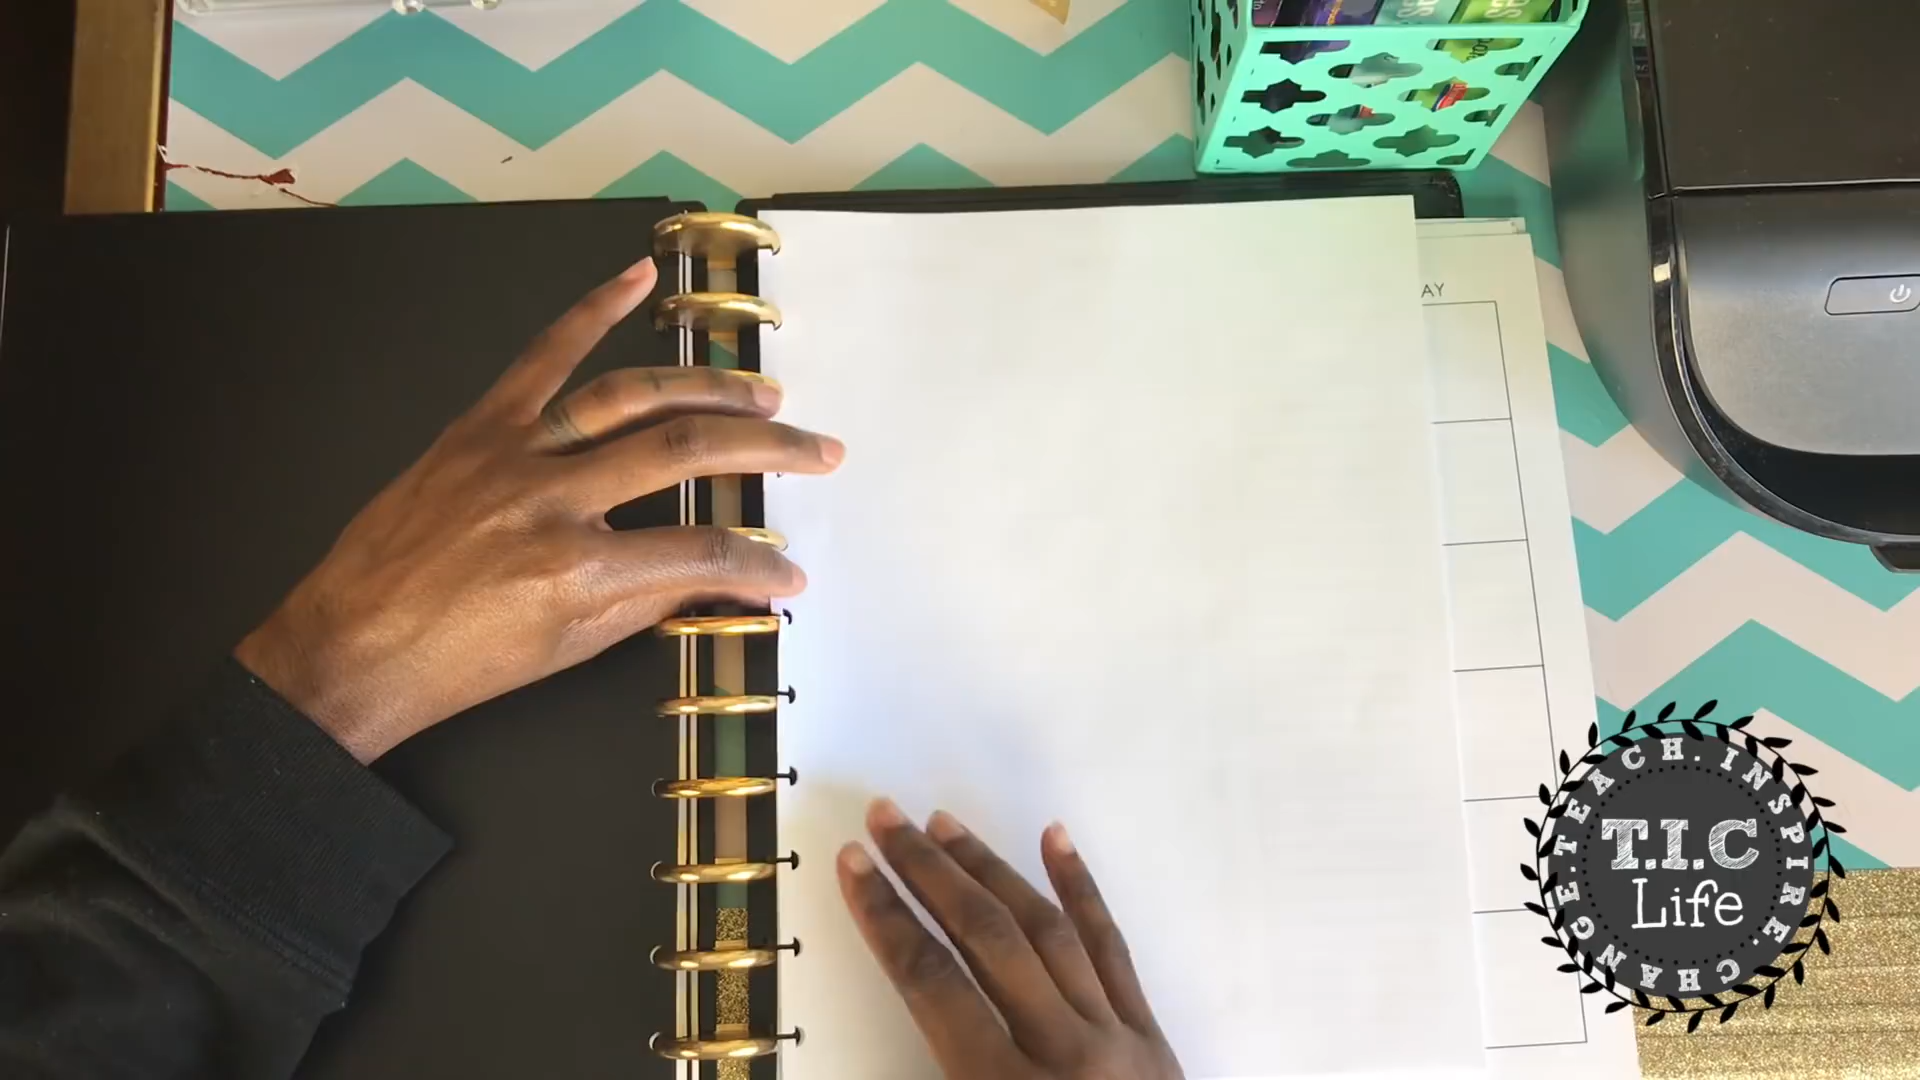 AY
TEACH. INSPIRE. CHANGE.
T.I.C
Life